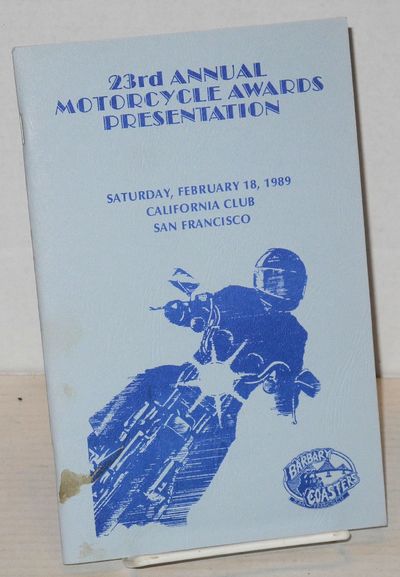 23rd ANNUAL
MOTORCYCLE AWARDS
PRESENTATION
SATURDAY, FEBRUARY 18, 1989
CALIFORNIA CLUB
SAN FRANCISCO
BARBARY
COASTERS